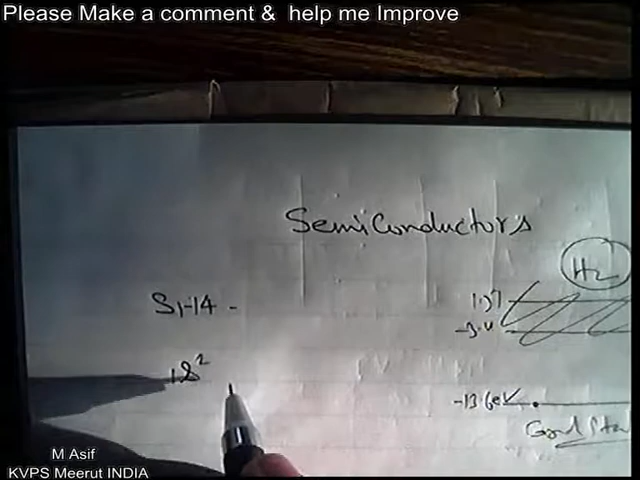 Please Make a comment & help me Improve
SemiConductors
H2
Si-14 -
1s²
-13.6eV
M Asif
KVPS Meerut INDIA